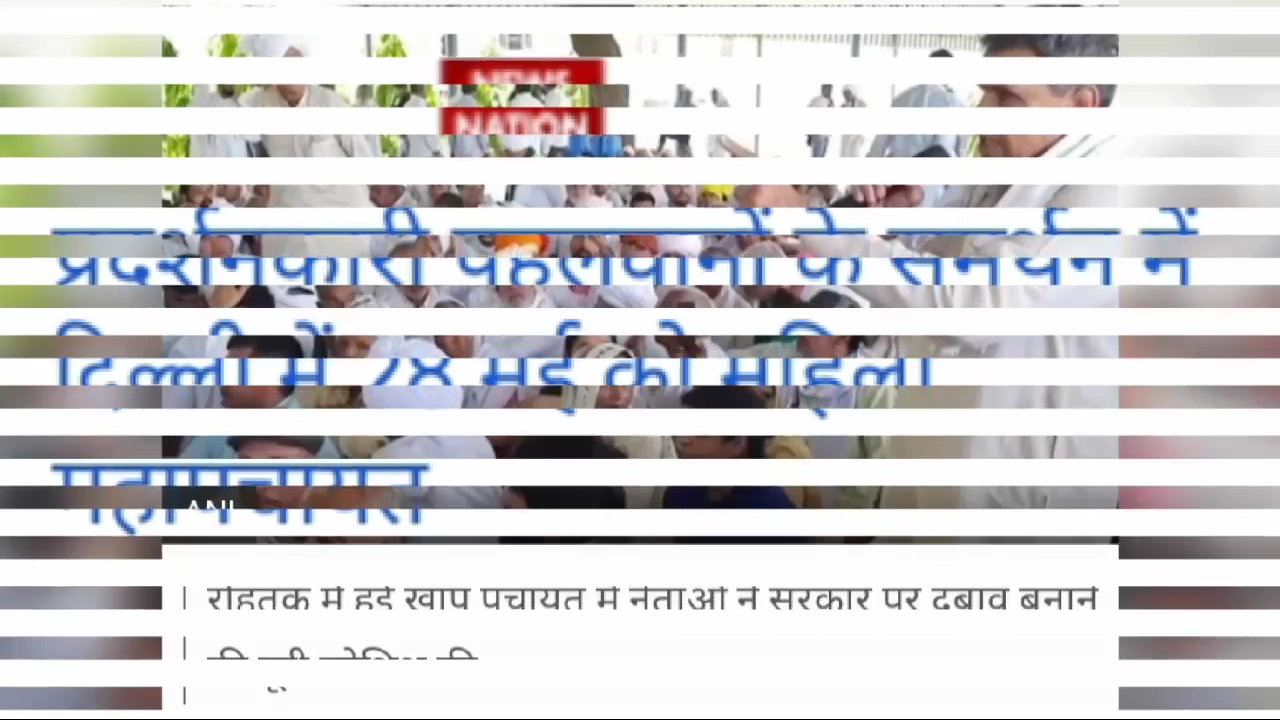 NEWS
NATION
प्रदर्शनकारी पहलवानों के समर्थन में
दिल्ली में 28 मई को महिला
महापंचायत
ANI
रोहतक में हुई खाप पंचायत में नेताओं ने सरकार पर दबाव बनाने
की